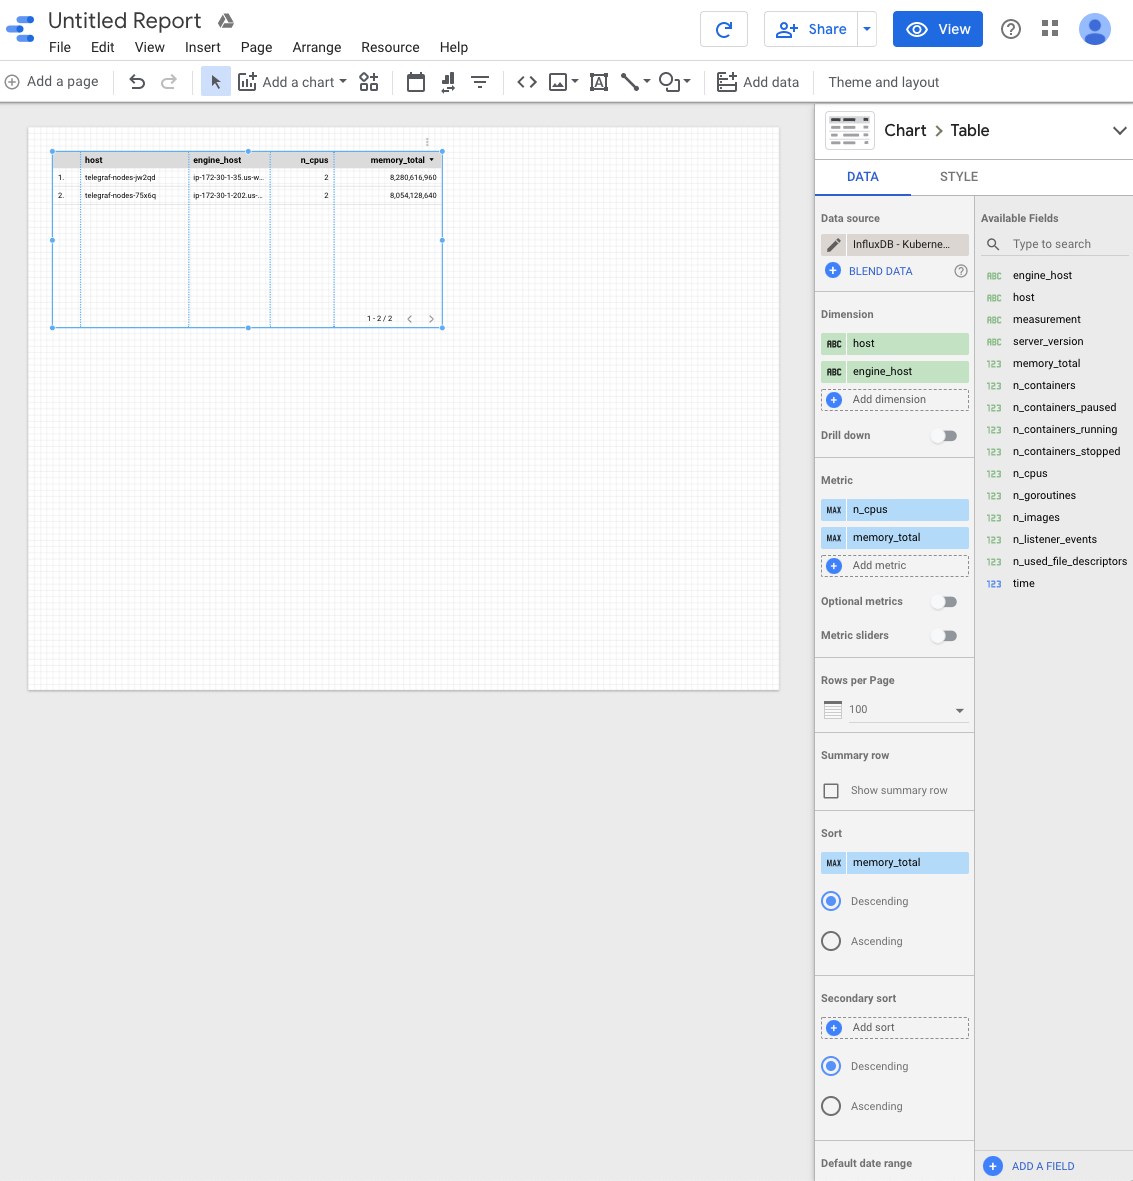 Untitled Report
File Edit View Insert Page Arrange Resource Help
Share
View
Add a page
Add a chart
Add data
Theme and layout
host engine_host n_cpus memory_total
1. telegraf-nodes-jw2qd ip-172-30-1-35.us-w... 2 8,280,616,960
2. telegraf-nodes-75x6q ip-172-30-1-202.us-... 2 8,054,128,640
1 - 2 / 2
Chart > Table
DATA STYLE
Data source
InfluxDB - Kuberne...
BLEND DATA
Dimension
ABC host
ABC engine_host
Add dimension
Drill down
Metric
MAX n_cpus
MAX memory_total
Add metric
Optional metrics
Metric sliders
Rows per Page
100
Summary row
Show summary row
Sort
MAX memory_total
Descending
Ascending
Secondary sort
Add sort
Descending
Ascending
Default date range
Available Fields
Type to search
ABC engine_host
ABC host
ABC measurement
ABC server_version
123 memory_total
123 n_containers
123 n_containers_paused
123 n_containers_running
123 n_containers_stopped
123 n_cpus
123 n_goroutines
123 n_images
123 n_listener_events
123 n_used_file_descriptors
123 time
ADD A FIELD